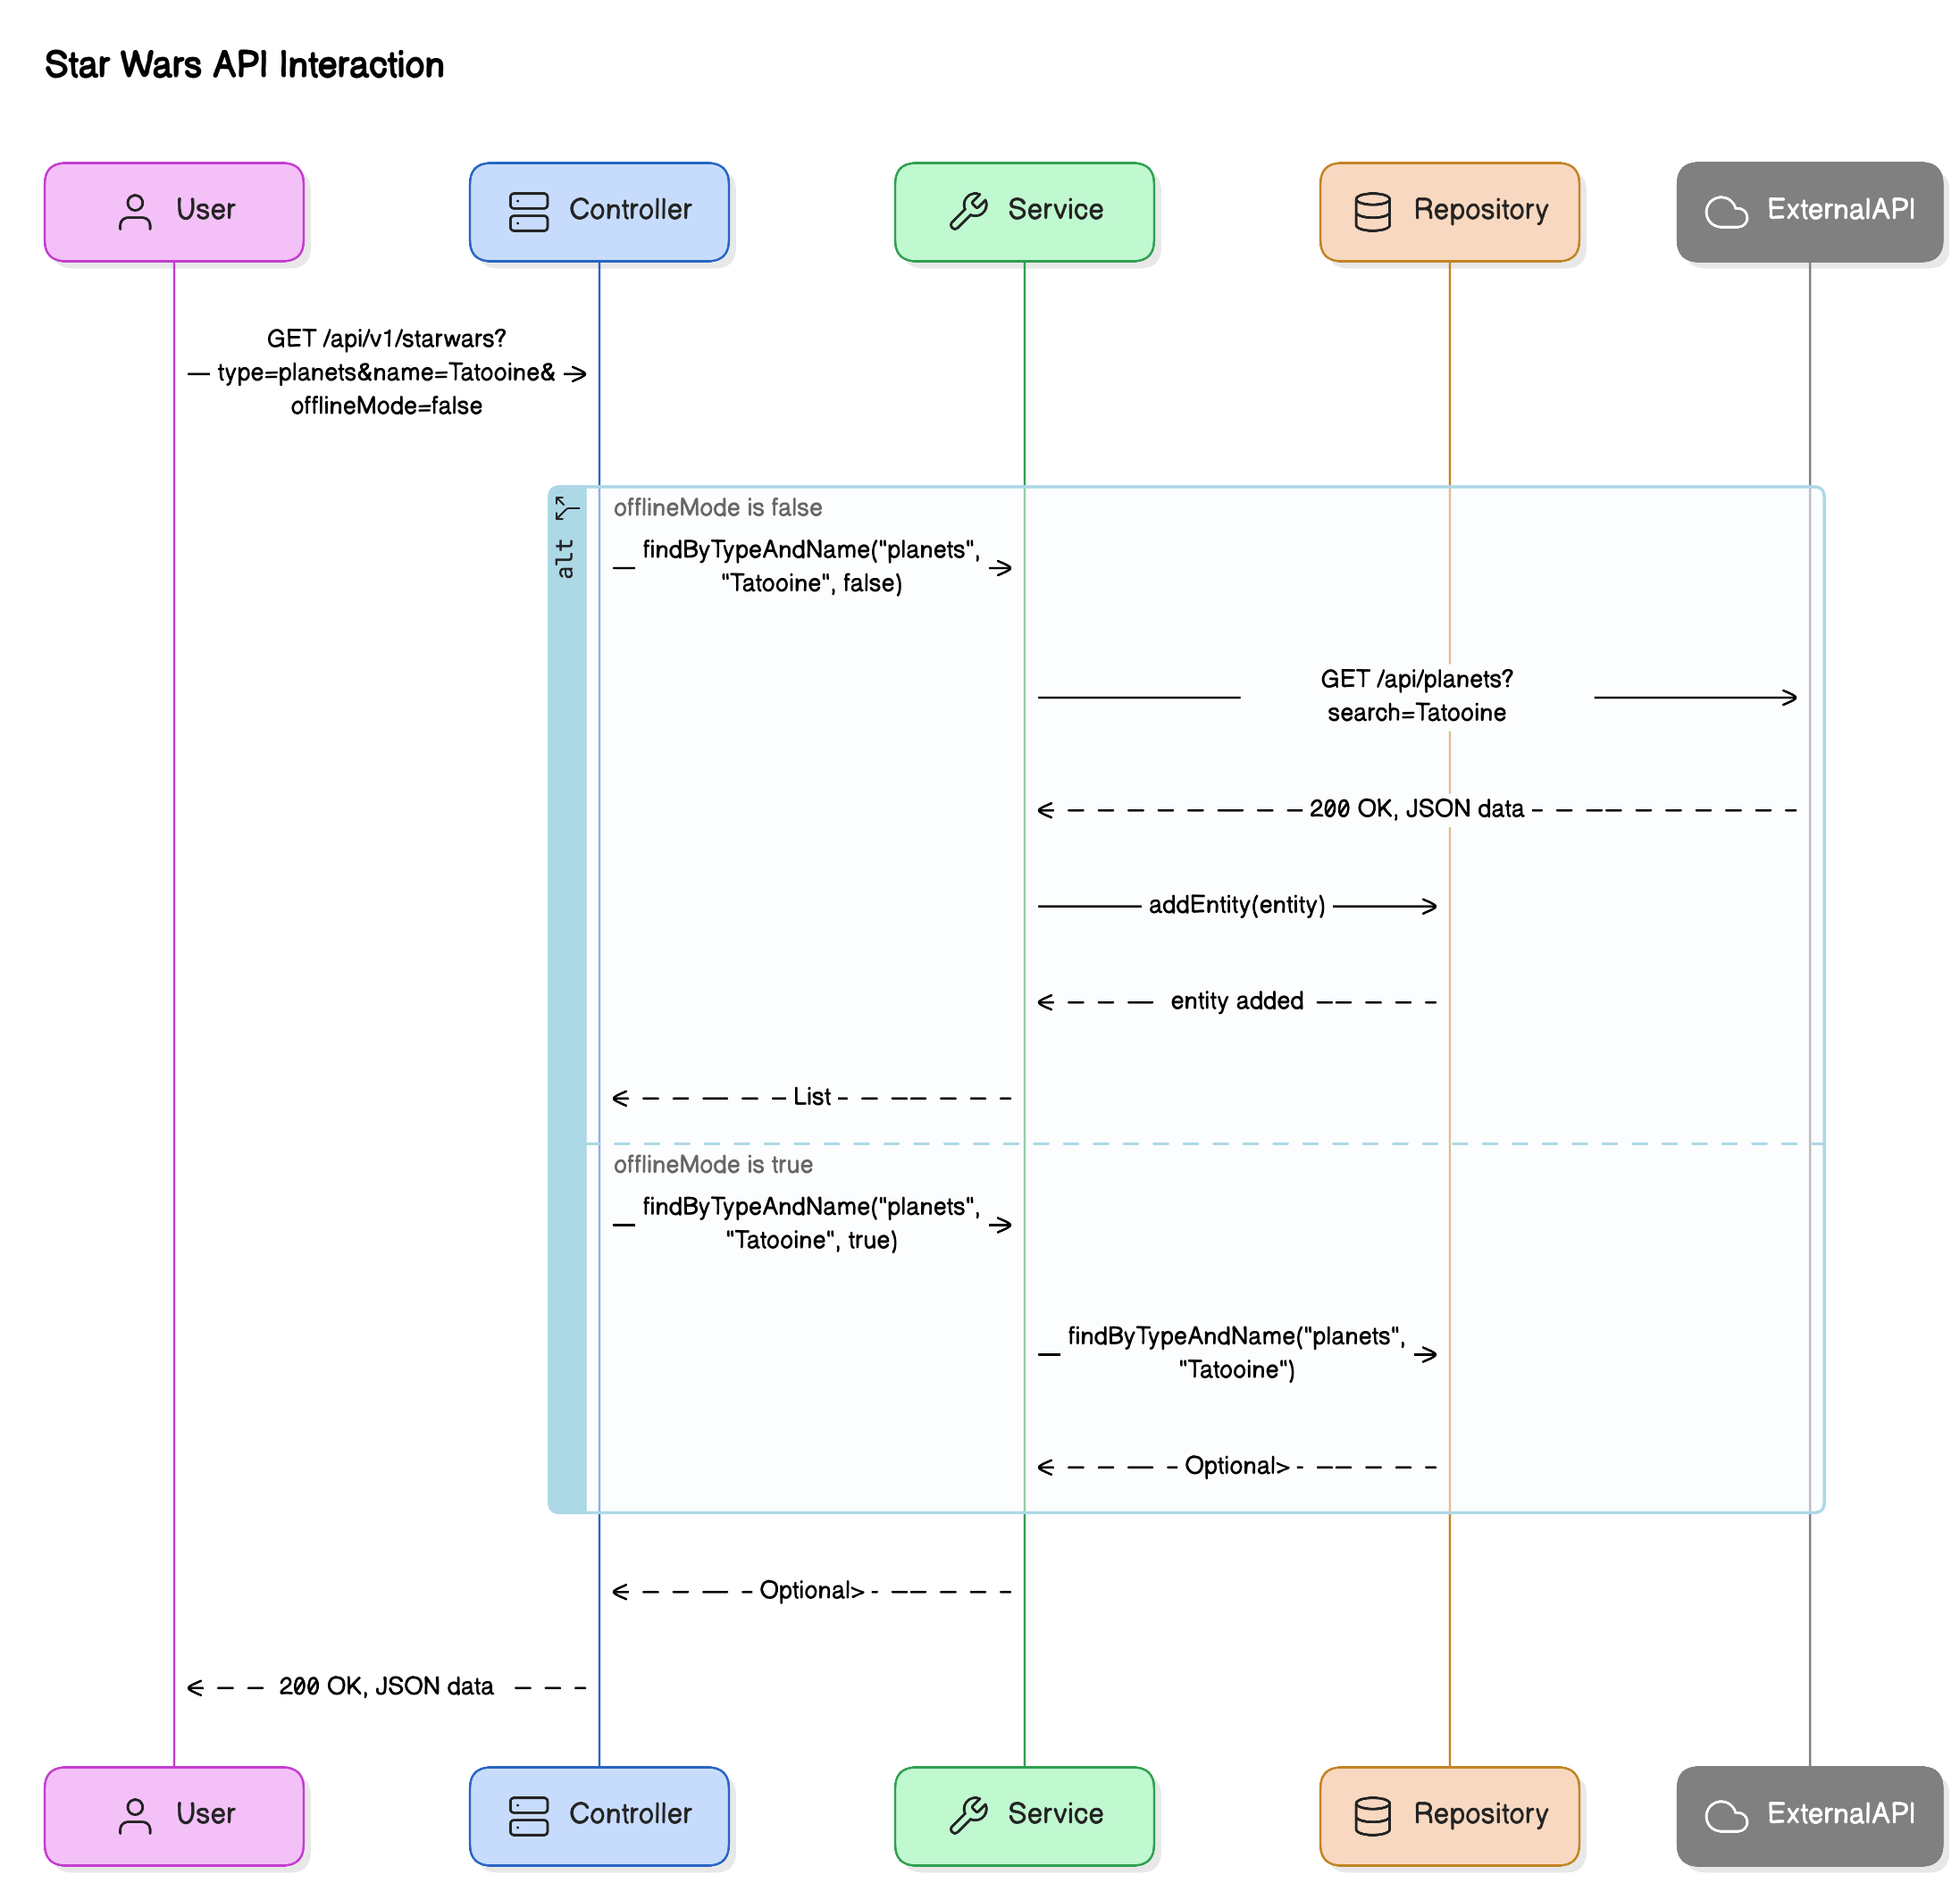 Star Wars API Interaction
User
Controller
Service
Repository
ExternalAPI
GET /api/v1/starwars?
type=planets&name=Tatooine&
offlineMode=false
alt
offlineMode is false
findByTypeAndName("planets",
"Tatooine", false)
GET /api/planets?
search=Tatooine
200 OK, JSON data
addEntity(entity)
entity added
List
offlineMode is true
findByTypeAndName("planets",
"Tatooine", true)
findByTypeAndName("planets",
"Tatooine")
Optional>
Optional>
200 OK, JSON data
User
Controller
Service
Repository
ExternalAPI